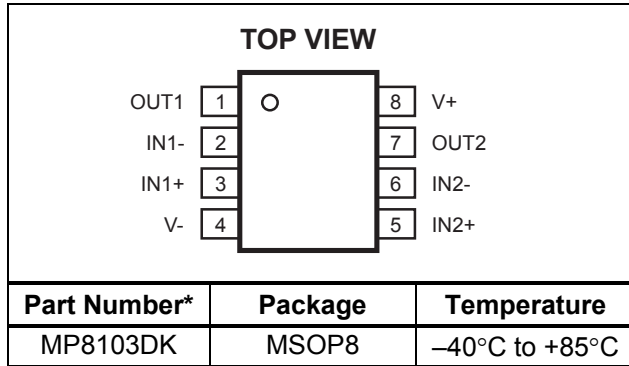 TOP VIEW
OUT1 1 8 V+
IN1- 2 7 OUT2
IN1+ 3 6 IN2-
V- 4 5 IN2+
Part Number* Package Temperature
MP8103DK MSOP8 –40°C to +85°C